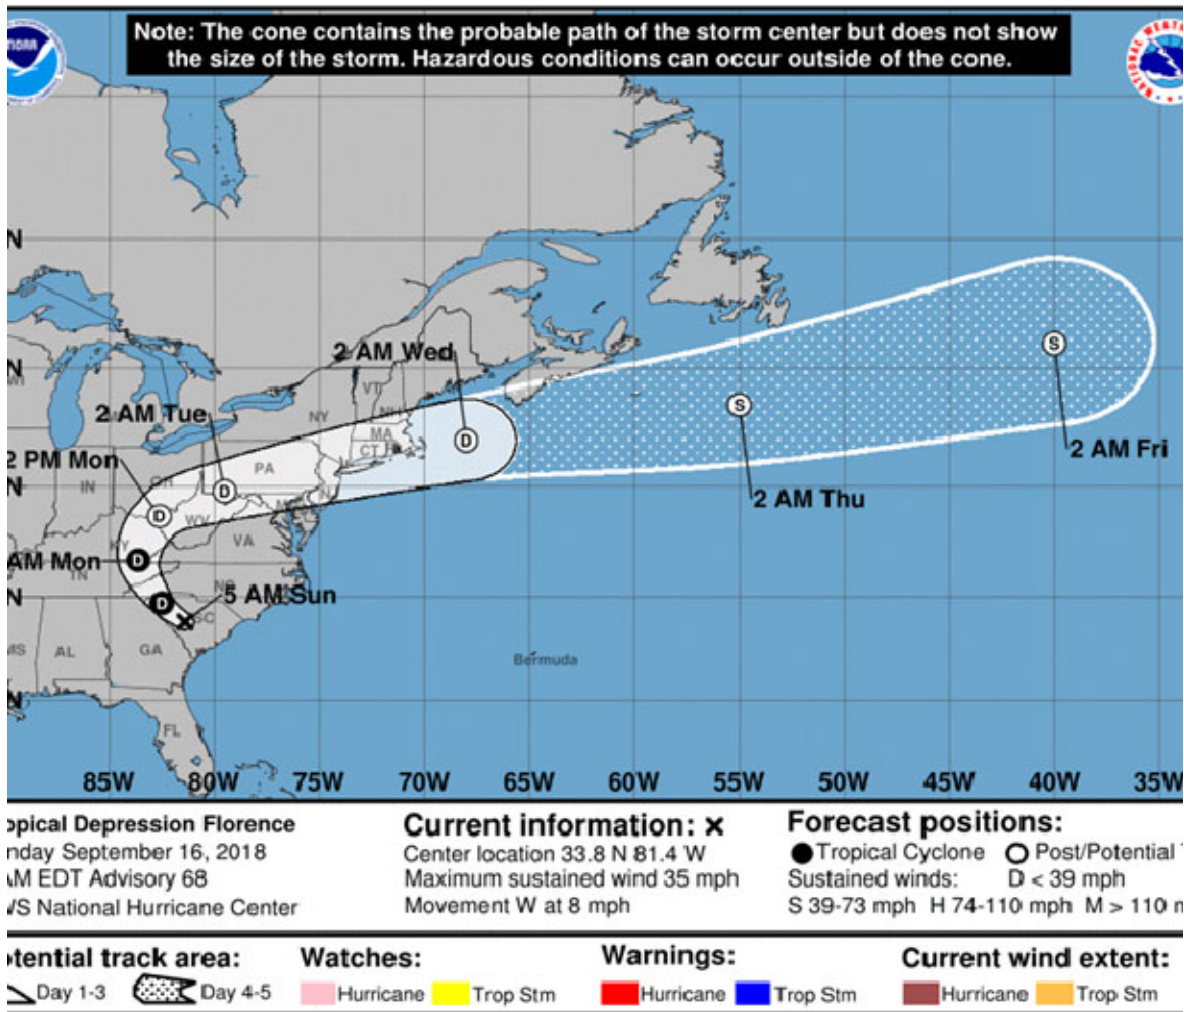 Note: The cone contains the probable path of the storm center but does not show
the size of the storm. Hazardous conditions can occur outside of the cone.
N
N
N
N
N
2 AM Wed
2 AM Tue
2 PM Mon
AM Mon
5 AM Sun
2 AM Thu
2 AM Fri
D
D
D
D
D
S
S
VT
NH
NY
MA
CT
PA
OH
IN
WV
VA
KY
TN
NC
SC
MS
AL
GA
FL
WI
Bermuda
85W 80W 75W 70W 65W 55W 50W 45W 40W 35W
opical Depression Florence
nday September 16, 2018
AM EDT Advisory 68
WS National Hurricane Center
Current information: x
Center location 33.8 N 81.4 W
Maximum sustained wind 35 mph
Movement W at 8 mph
Forecast positions:
Tropical Cyclone Post/Potential T
Sustained winds: D < 39 mph
S 39-73 mph H 74-110 mph M > 110 m
otential track area:
Day 1-3 Day 4-5
Watches:
Hurricane Trop Stm
Warnings:
Hurricane Trop Stm
Current wind extent:
Hurricane Trop Stm